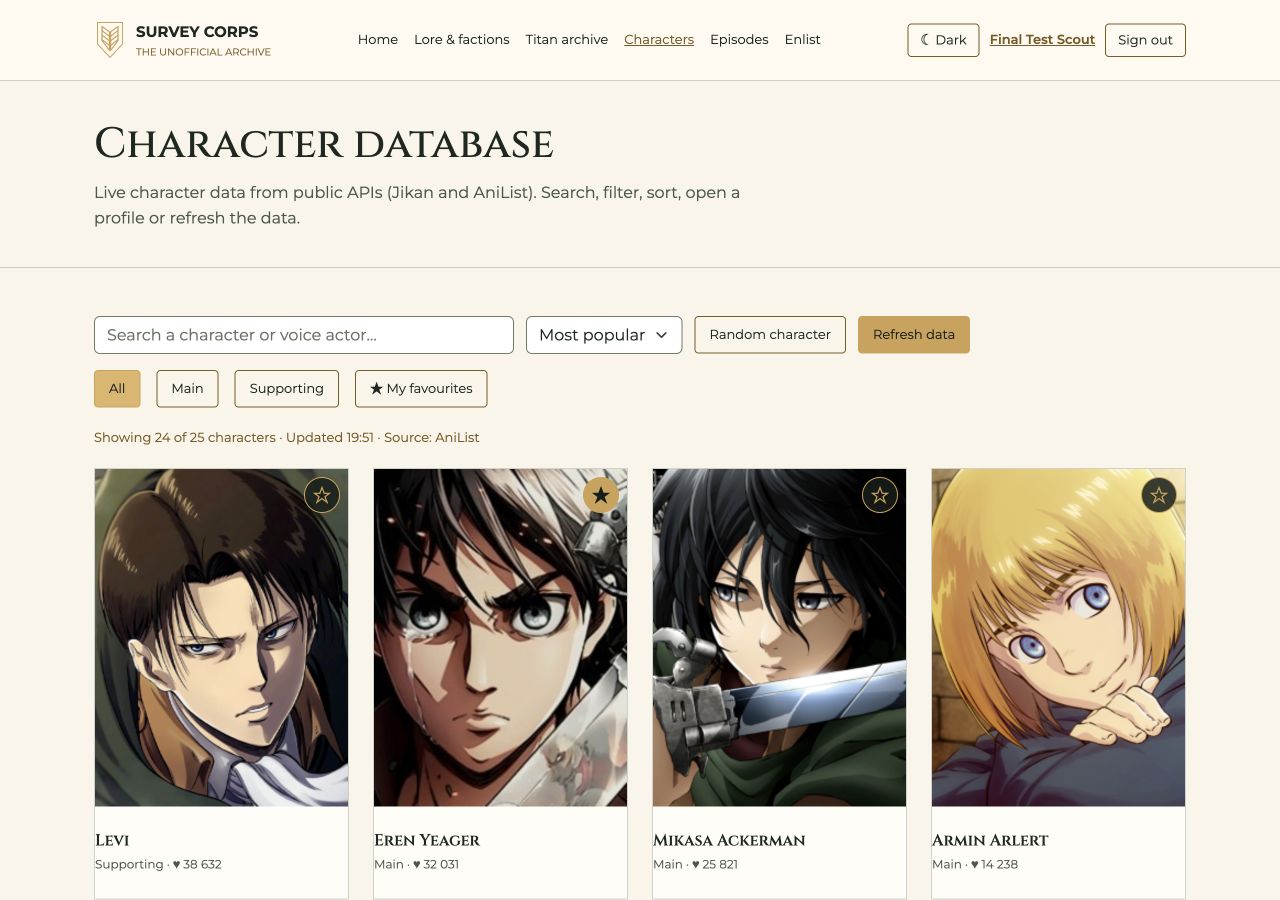 SURVEY CORPS
THE UNOFFICIAL ARCHIVE
Home Lore & factions Titan archive Characters Episodes Enlist
☾ Dark Final Test Scout Sign out
Character database
Live character data from public APIs (Jikan and AniList). Search, filter, sort, open a
profile or refresh the data.
Search a character or voice actor...
Most popular
Random character
Refresh data
All Main Supporting ★ My favourites
Showing 24 of 25 characters · Updated 19:51 · Source: AniList
Levi
Supporting · ♥ 38 632
Eren Yeager
Main · ♥ 32 031
Mikasa Ackerman
Main · ♥ 25 821
Armin Arlert
Main · ♥ 14 238